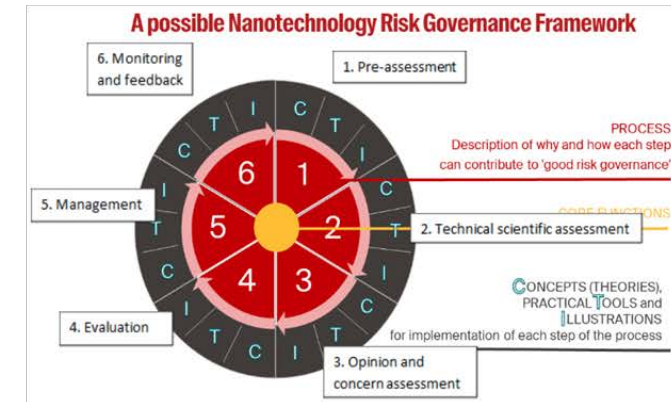 A possible Nanotechnology Risk Governance Framework
6. Monitoring
and feedback
1. Pre-assessment
I C
T T
I I
C C
T
T
I
C I
I C
T T
C I
6 1
5 2
4 3
PROCESS
Description of why and how each step
can contribute to 'good risk governance'
5. Management
CORE FUNCTIONS
2. Technical scientific assessment
CONCEPTS (THEORIES),
PRACTICAL TOOLS and
ILLUSTRATIONS
for implementation of each step of the process
4. Evaluation
3. Opinion and
concern assessment